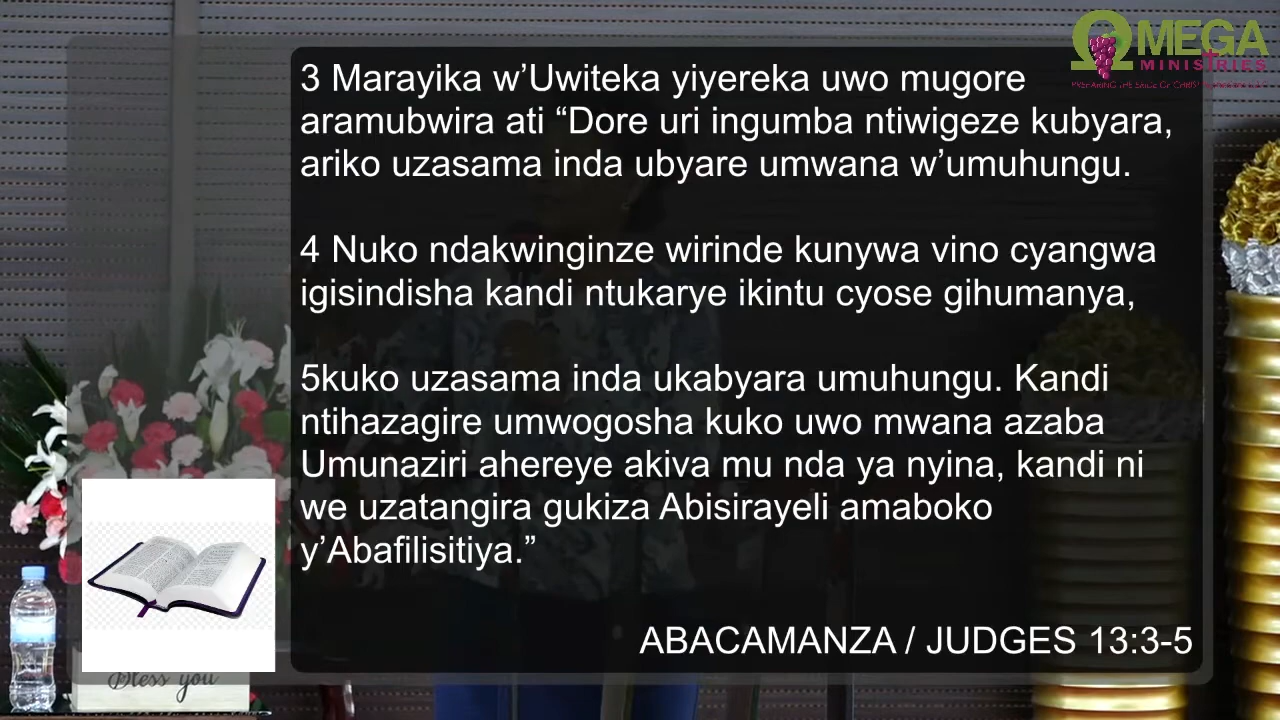 ΩMEGA
MINISTRIES
3 Marayika w’Uwiteka yiyereka uwo mugore
aramubwira ati “Dore uri ingumba ntiwigeze kubyara,
ariko uzasama inda ubyare umwana w’umuhungu.
4 Nuko ndakwinginze wirinde kunywa vino cyangwa
igisindisha kandi ntukarye ikintu cyose gihumanya,
5kuko uzasama inda ukabyara umuhungu. Kandi
ntihazagire umwogosha kuko uwo mwana azaba
Umunaziri ahereye akiva mu nda ya nyina, kandi ni
we uzatangira gukiza Abisirayeli amaboko
y’Abafilisitiya.”
ABACAMANZA / JUDGES 13:3-5
Bless you